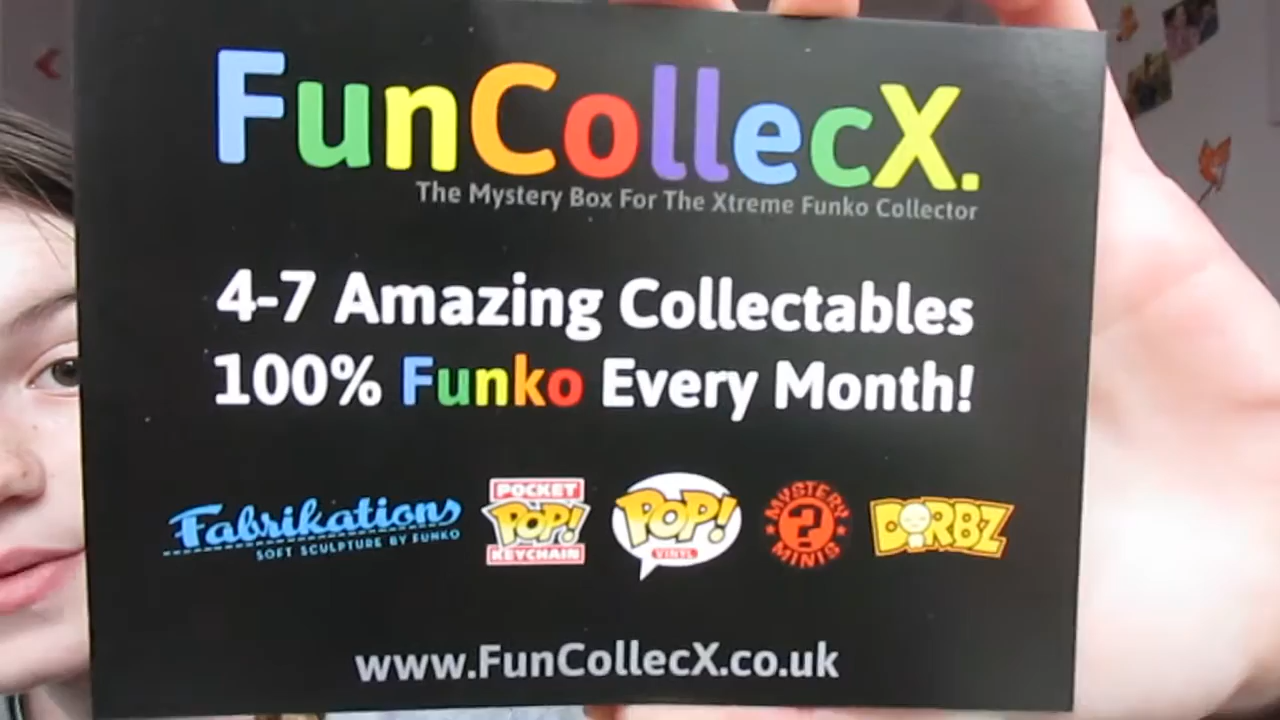 FunCollecX.
The Mystery Box For The Xtreme Funko Collector
4-7 Amazing Collectables
100% Funko Every Month!
Fabrikations
SOFT SCULPTURE BY FUNKO
POCKET
POP!
KEYCHAIN
POP!
VINYL
MYSTERY
?
MINIS
DORBZ
www.FunCollecX.co.uk